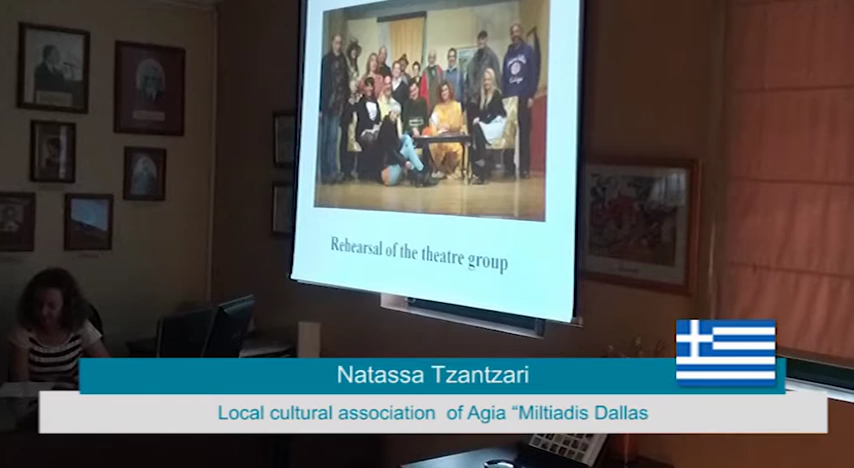 Rehearsal of the theatre group
Natassa Tzantzari
Local cultural association of Agia “Miltiadis Dallas